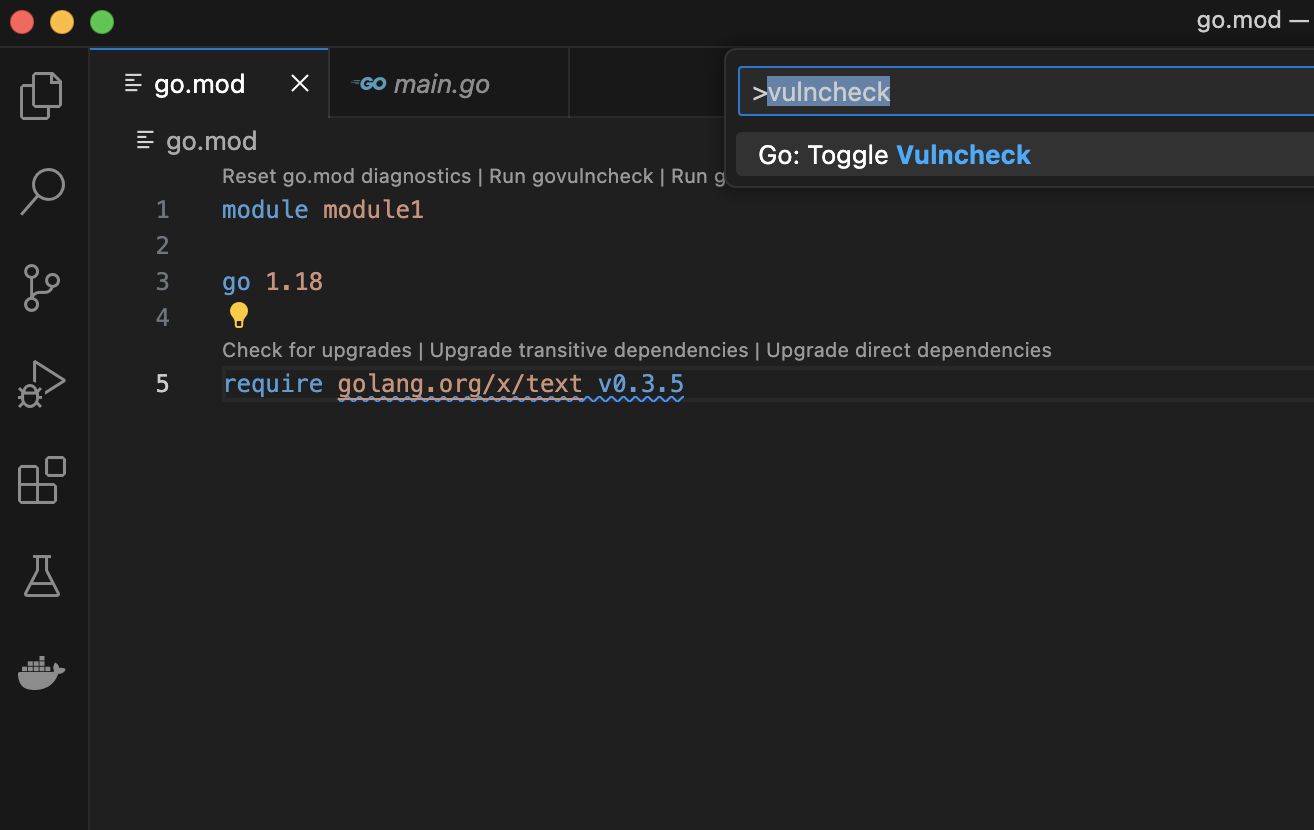 go.mod —
go.mod
GO main.go
>vulncheck
go.mod
Go: Toggle Vulncheck
Reset go.mod diagnostics | Run govulncheck | Run g
1 module module1
2
3 go 1.18
4
Check for upgrades | Upgrade transitive dependencies | Upgrade direct dependencies
5 require golang.org/x/text v0.3.5